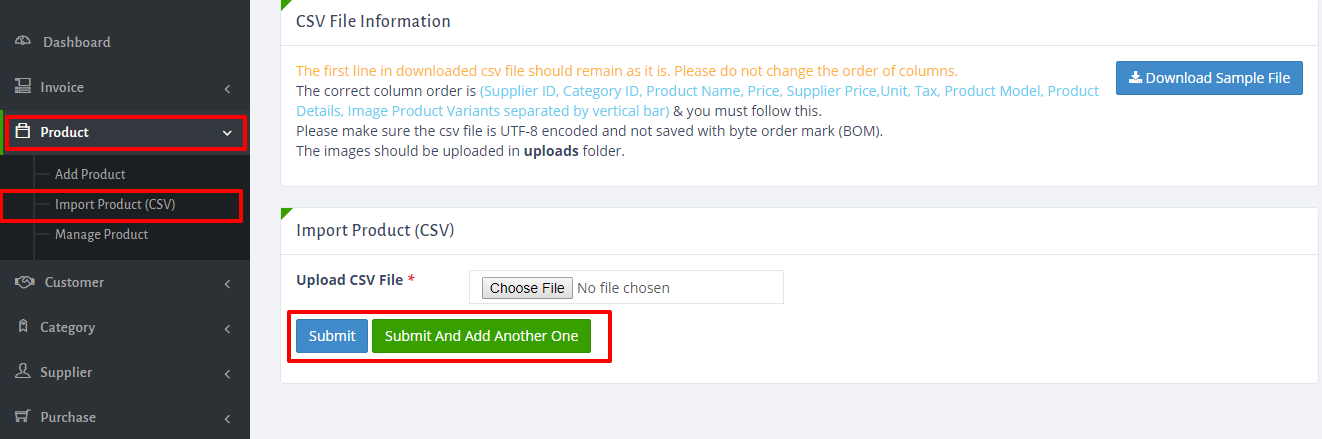 Dashboard
Invoice
Product
Add Product
Import Product (CSV)
Manage Product
Customer
Category
Supplier
Purchase
CSV File Information
The first line in downloaded csv file should remain as it is. Please do not change the order of columns.
The correct column order is (Supplier ID, Category ID, Product Name, Price, Supplier Price,Unit, Tax, Product Model, Product
Details, Image Product Variants separated by vertical bar) & you must follow this.
Please make sure the csv file is UTF-8 encoded and not saved with byte order mark (BOM).
The images should be uploaded in uploads folder.
Download Sample File
Import Product (CSV)
Upload CSV File *
Choose File No file chosen
Submit
Submit And Add Another One